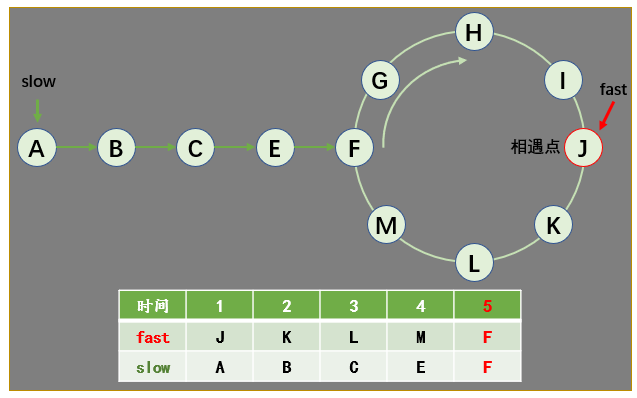 H
slow
G
I
fast
A B C E F
相遇点 J
M
K
L
时间 1 2 3 4 5
fast J K L M F
slow A B C E F